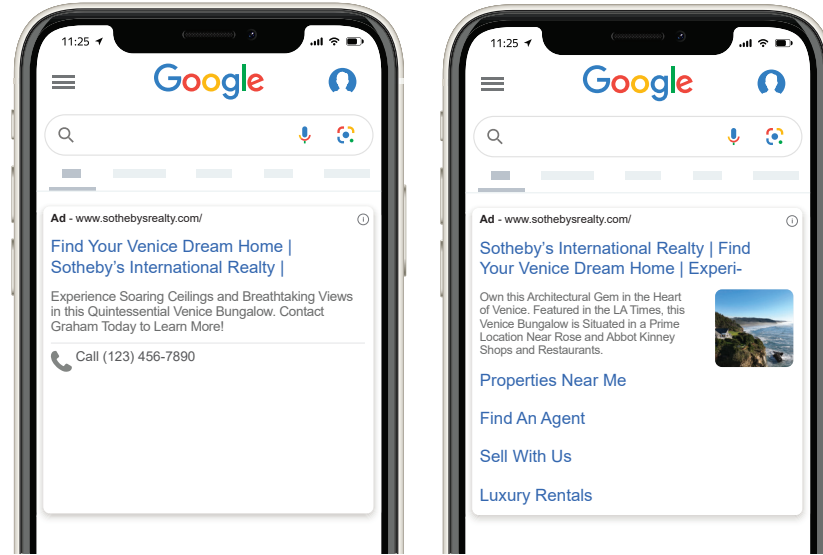 11:25
Google
Ad - www.sothebysrealty.com/
Find Your Venice Dream Home |
Sotheby's International Realty |
Experience Soaring Ceilings and Breathtaking Views
in this Quintessential Venice Bungalow. Contact
Graham Today to Learn More!
Call (123) 456-7890
11:25
Google
Ad - www.sothebysrealty.com/
Sotheby's International Realty | Find
Your Venice Dream Home | Experi-
Own this Architectural Gem in the Heart
of Venice. Featured in the LA Times, this
Venice Bungalow is Situated in a Prime
Location Near Rose and Abbot Kinney
Shops and Restaurants.
Properties Near Me
Find An Agent
Sell With Us
Luxury Rentals